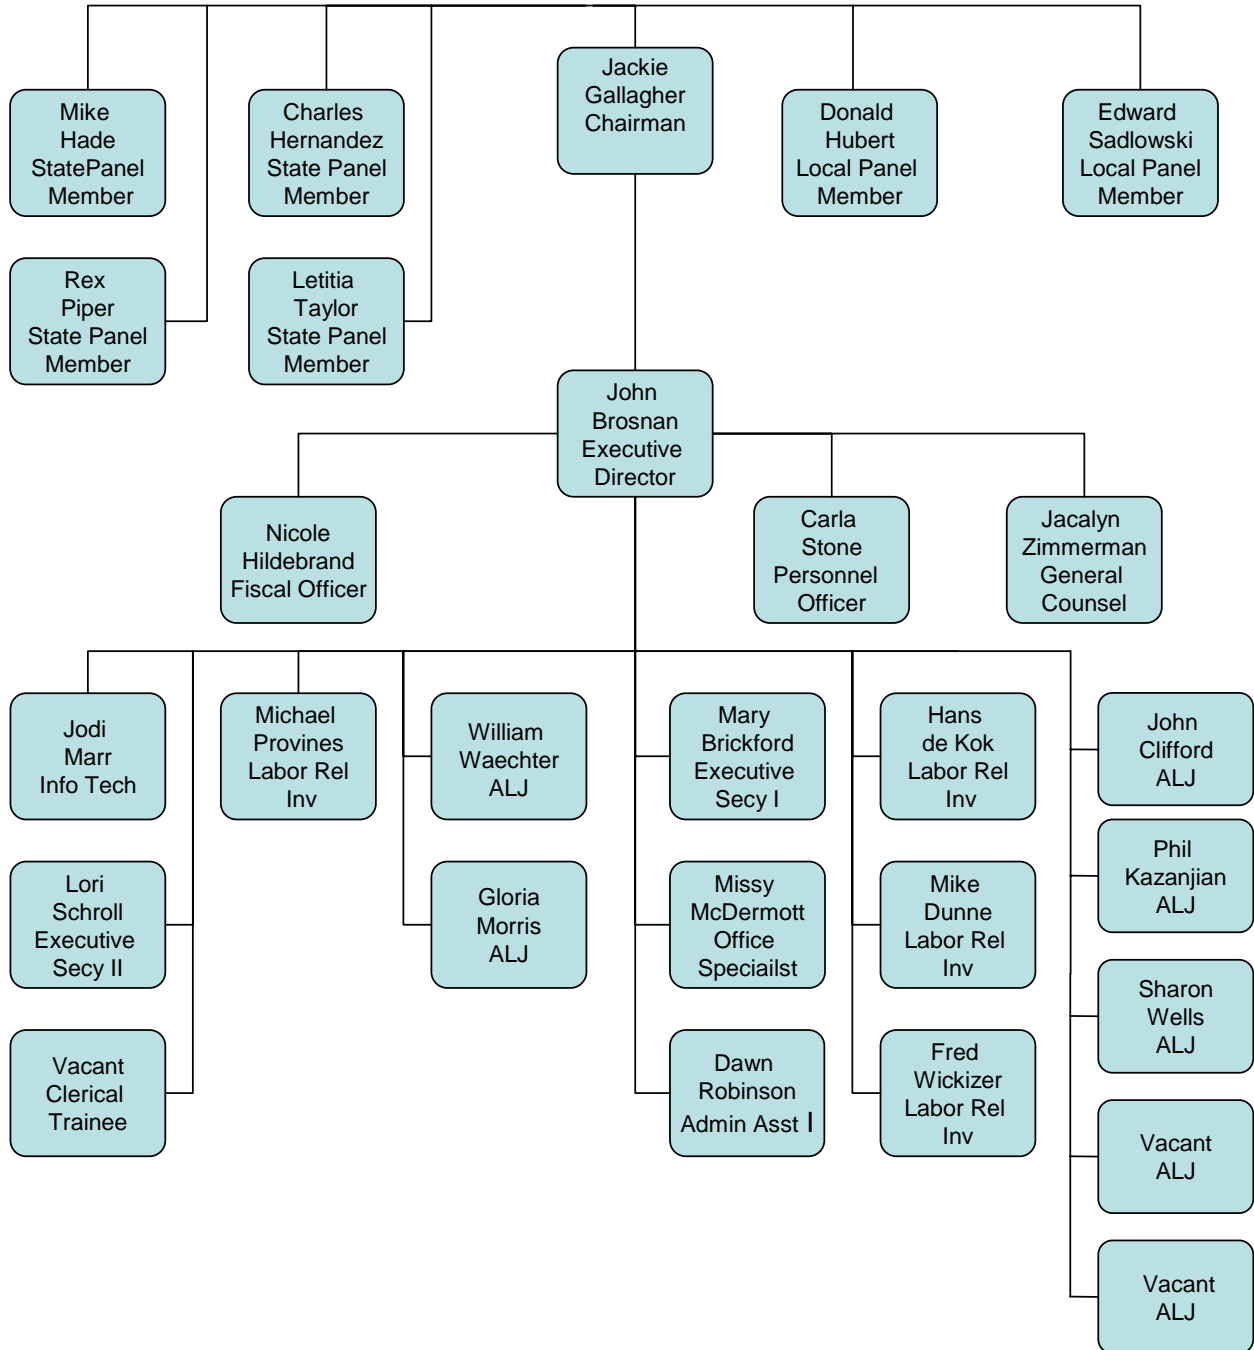 Mike
Hade
StatePanel
Member
Charles
Hernandez
State Panel
Member
Jackie
Gallagher
Chairman
Donald
Hubert
Local Panel
Member
Edward
Sadlowski
Local Panel
Member
Rex
Piper
State Panel
Member
Letitia
Taylor
State Panel
Member
John
Brosnan
Executive
Director
Nicole
Hildebrand
Fiscal Officer
Carla
Stone
Personnel
Officer
Jacalyn
Zimmerman
General
Counsel
Jodi
Marr
Info Tech
Michael
Provines
Labor Rel
Inv
William
Waechter
ALJ
Mary
Brickford
Executive
Secy I
Hans
de Kok
Labor Rel
Inv
John
Clifford
ALJ
Phil
Kazanjian
ALJ
Lori
Schroll
Executive
Secy II
Gloria
Morris
ALJ
Missy
McDermott
Office
Speciailst
Mike
Dunne
Labor Rel
Inv
Sharon
Wells
ALJ
Vacant
Clerical
Trainee
Dawn
Robinson
Admin Asst I
Fred
Wickizer
Labor Rel
Inv
Vacant
ALJ
Vacant
ALJ